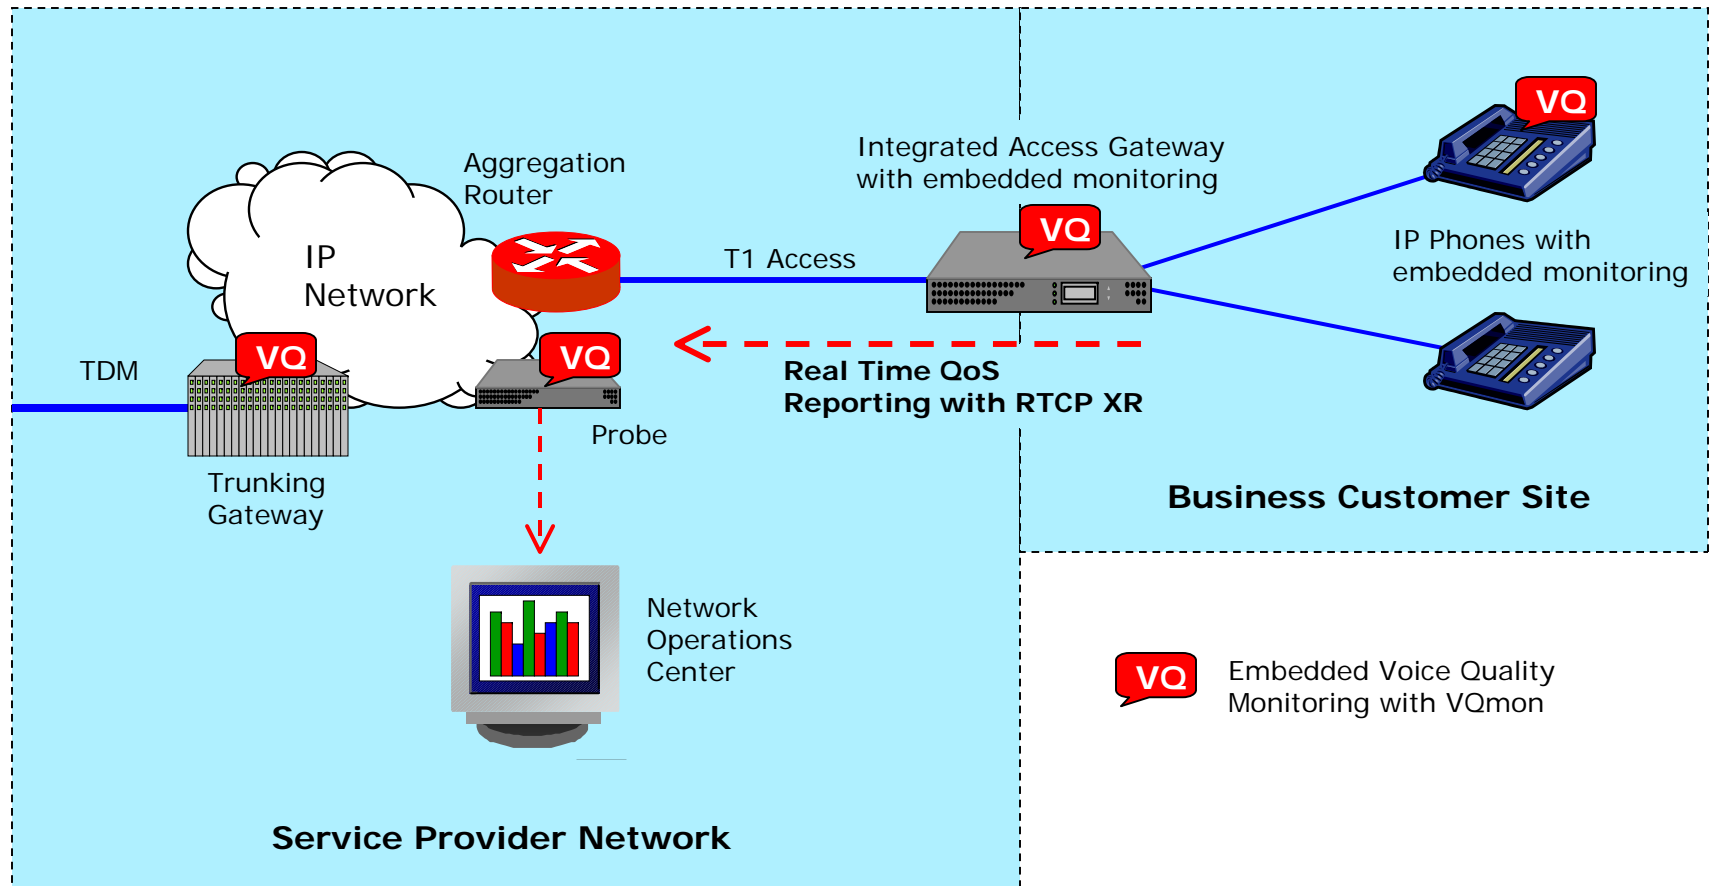 VQ
Integrated Access Gateway
with embedded monitoring
Aggregation
Router
VQ
IP Phones with
embedded monitoring
IP
Network
T1 Access
VQ
VQ
TDM
Real Time QoS
Reporting with RTCP XR
Probe
Trunking
Gateway
Business Customer Site
Network
Operations
Center
VQ
Embedded Voice Quality
Monitoring with VQmon
Service Provider Network